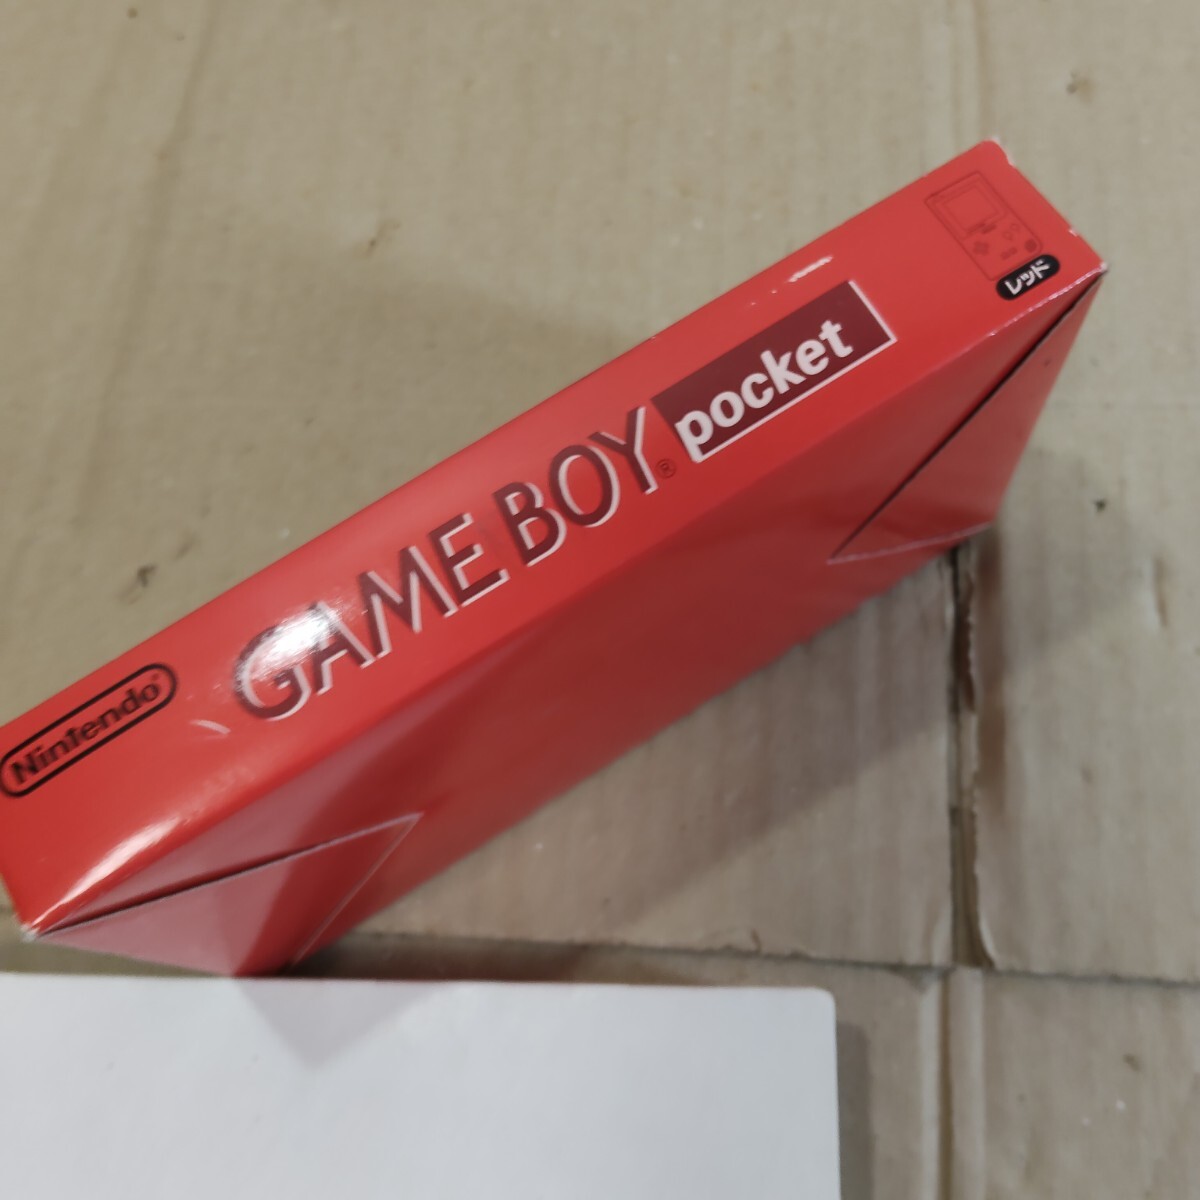 Nintendo®
GAME BOY® pocket
レッド